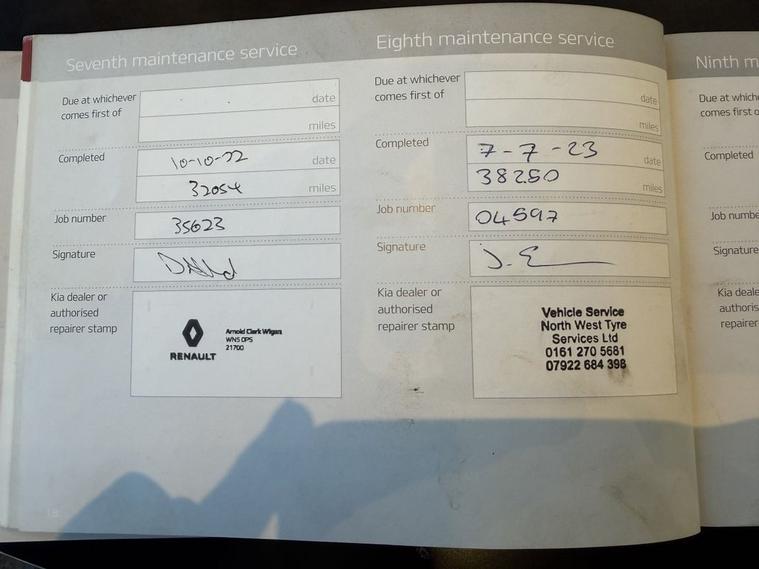 Seventh maintenance service
Due at whichever
comes first of
date
miles
Completed
10-10-22
date
32054
miles
Job number
35623
Signature
Kia dealer or
authorised
repairer stamp
RENAULT
Arnold Clark Wigan
WN5 0PS
21700
18
Eighth maintenance service
Due at whichever
comes first of
date
miles
Completed
7-7-23
date
38250
miles
Job number
04597
Signature
J. E
Kia dealer or
authorised
repairer stamp
Vehicle Service
North West Tyre
Services Ltd
0161 270 5681
07922 684 398
Ninth m
Due at which
comes first o
Completed
Job numbe
Signature
Kia deale
authoris
repairer